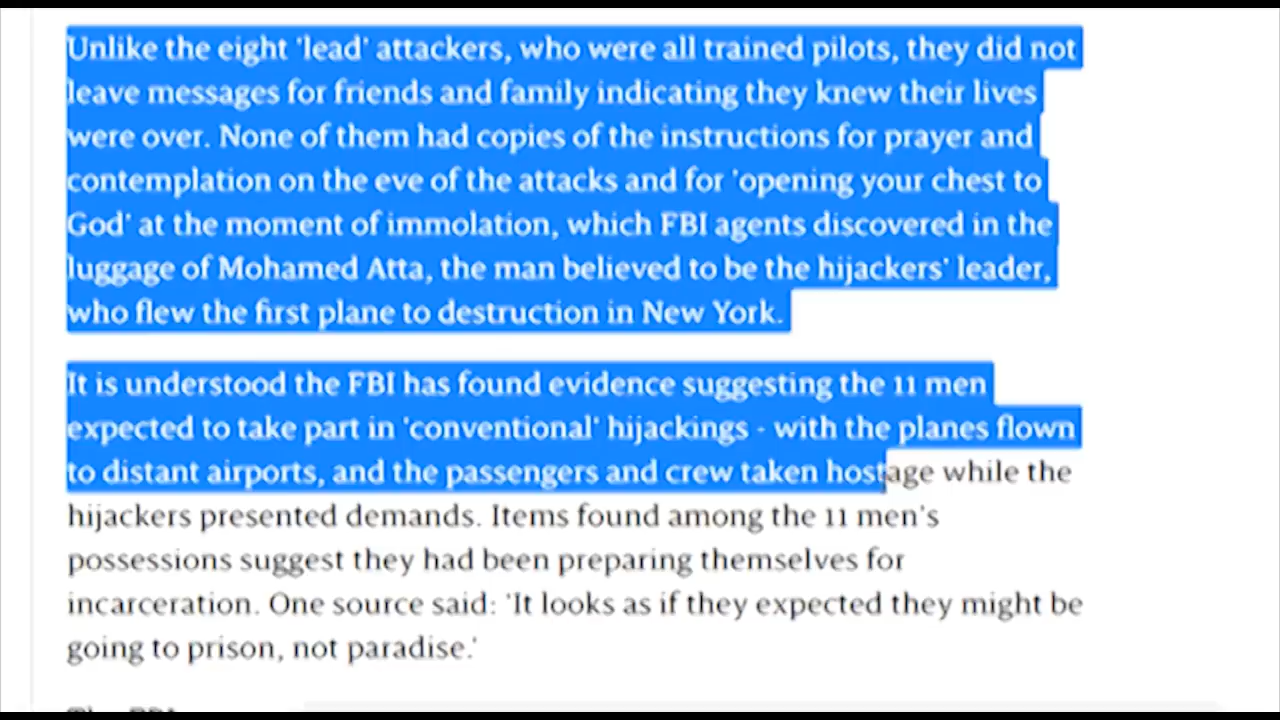 Unlike the eight 'lead' attackers, who were all trained pilots, they did not
leave messages for friends and family indicating they knew their lives
were over. None of them had copies of the instructions for prayer and
contemplation on the eve of the attacks and for 'opening your chest to
God' at the moment of immolation, which FBI agents discovered in the
luggage of Mohamed Atta, the man believed to be the hijackers' leader,
who flew the first plane to destruction in New York.
It is understood the FBI has found evidence suggesting the 11 men
expected to take part in 'conventional' hijackings - with the planes flown
to distant airports, and the passengers and crew taken hostage while the
hijackers presented demands. Items found among the 11 men's
possessions suggest they had been preparing themselves for
incarceration. One source said: 'It looks as if they expected they might be
going to prison, not paradise.'